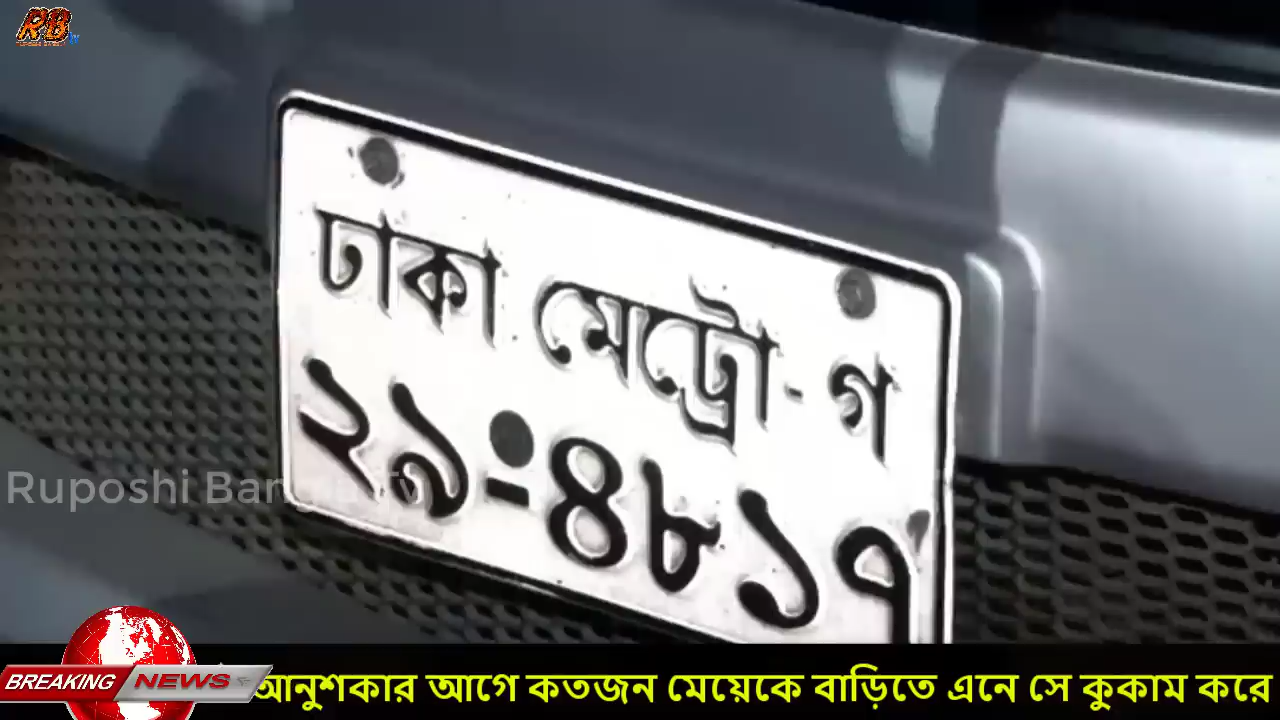 RB
ঢাকা মেট্রো - গ
২৯-৪৮১৭
Ruposhi Bangla Tv
BREAKING NEWS
আনুশকার আগে কতজন মেয়েকে বাড়িতে এনে সে কুকাম করে